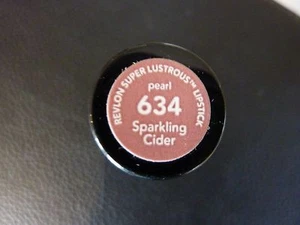 REVLON SUPER LUSTROUS™ LIPSTICK
pearl
634
Sparkling
Cider